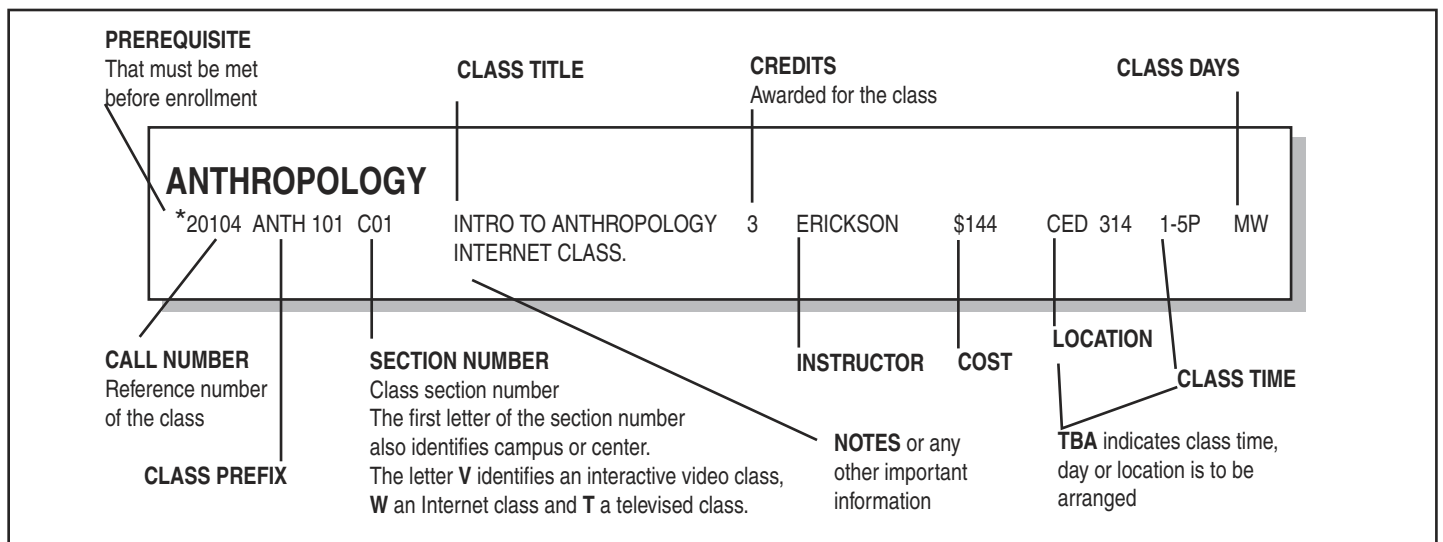 PREREQUISITE
That must be met
before enrollment
CLASS TITLE
CREDITS
Awarded for the class
CLASS DAYS
ANTHROPOLOGY
*20104 ANTH 101 C01 INTRO TO ANTHROPOLOGY 3 ERICKSON $144 CED 314 1-5P MW
INTERNET CLASS.
CALL NUMBER
Reference number
of the class
CLASS PREFIX
SECTION NUMBER
Class section number
The first letter of the section number
also identifies campus or center.
The letter V identifies an interactive video class,
W an Internet class and T a televised class.
NOTES or any
other important
information
INSTRUCTOR
COST
LOCATION
CLASS TIME
TBA indicates class time,
day or location is to be
arranged